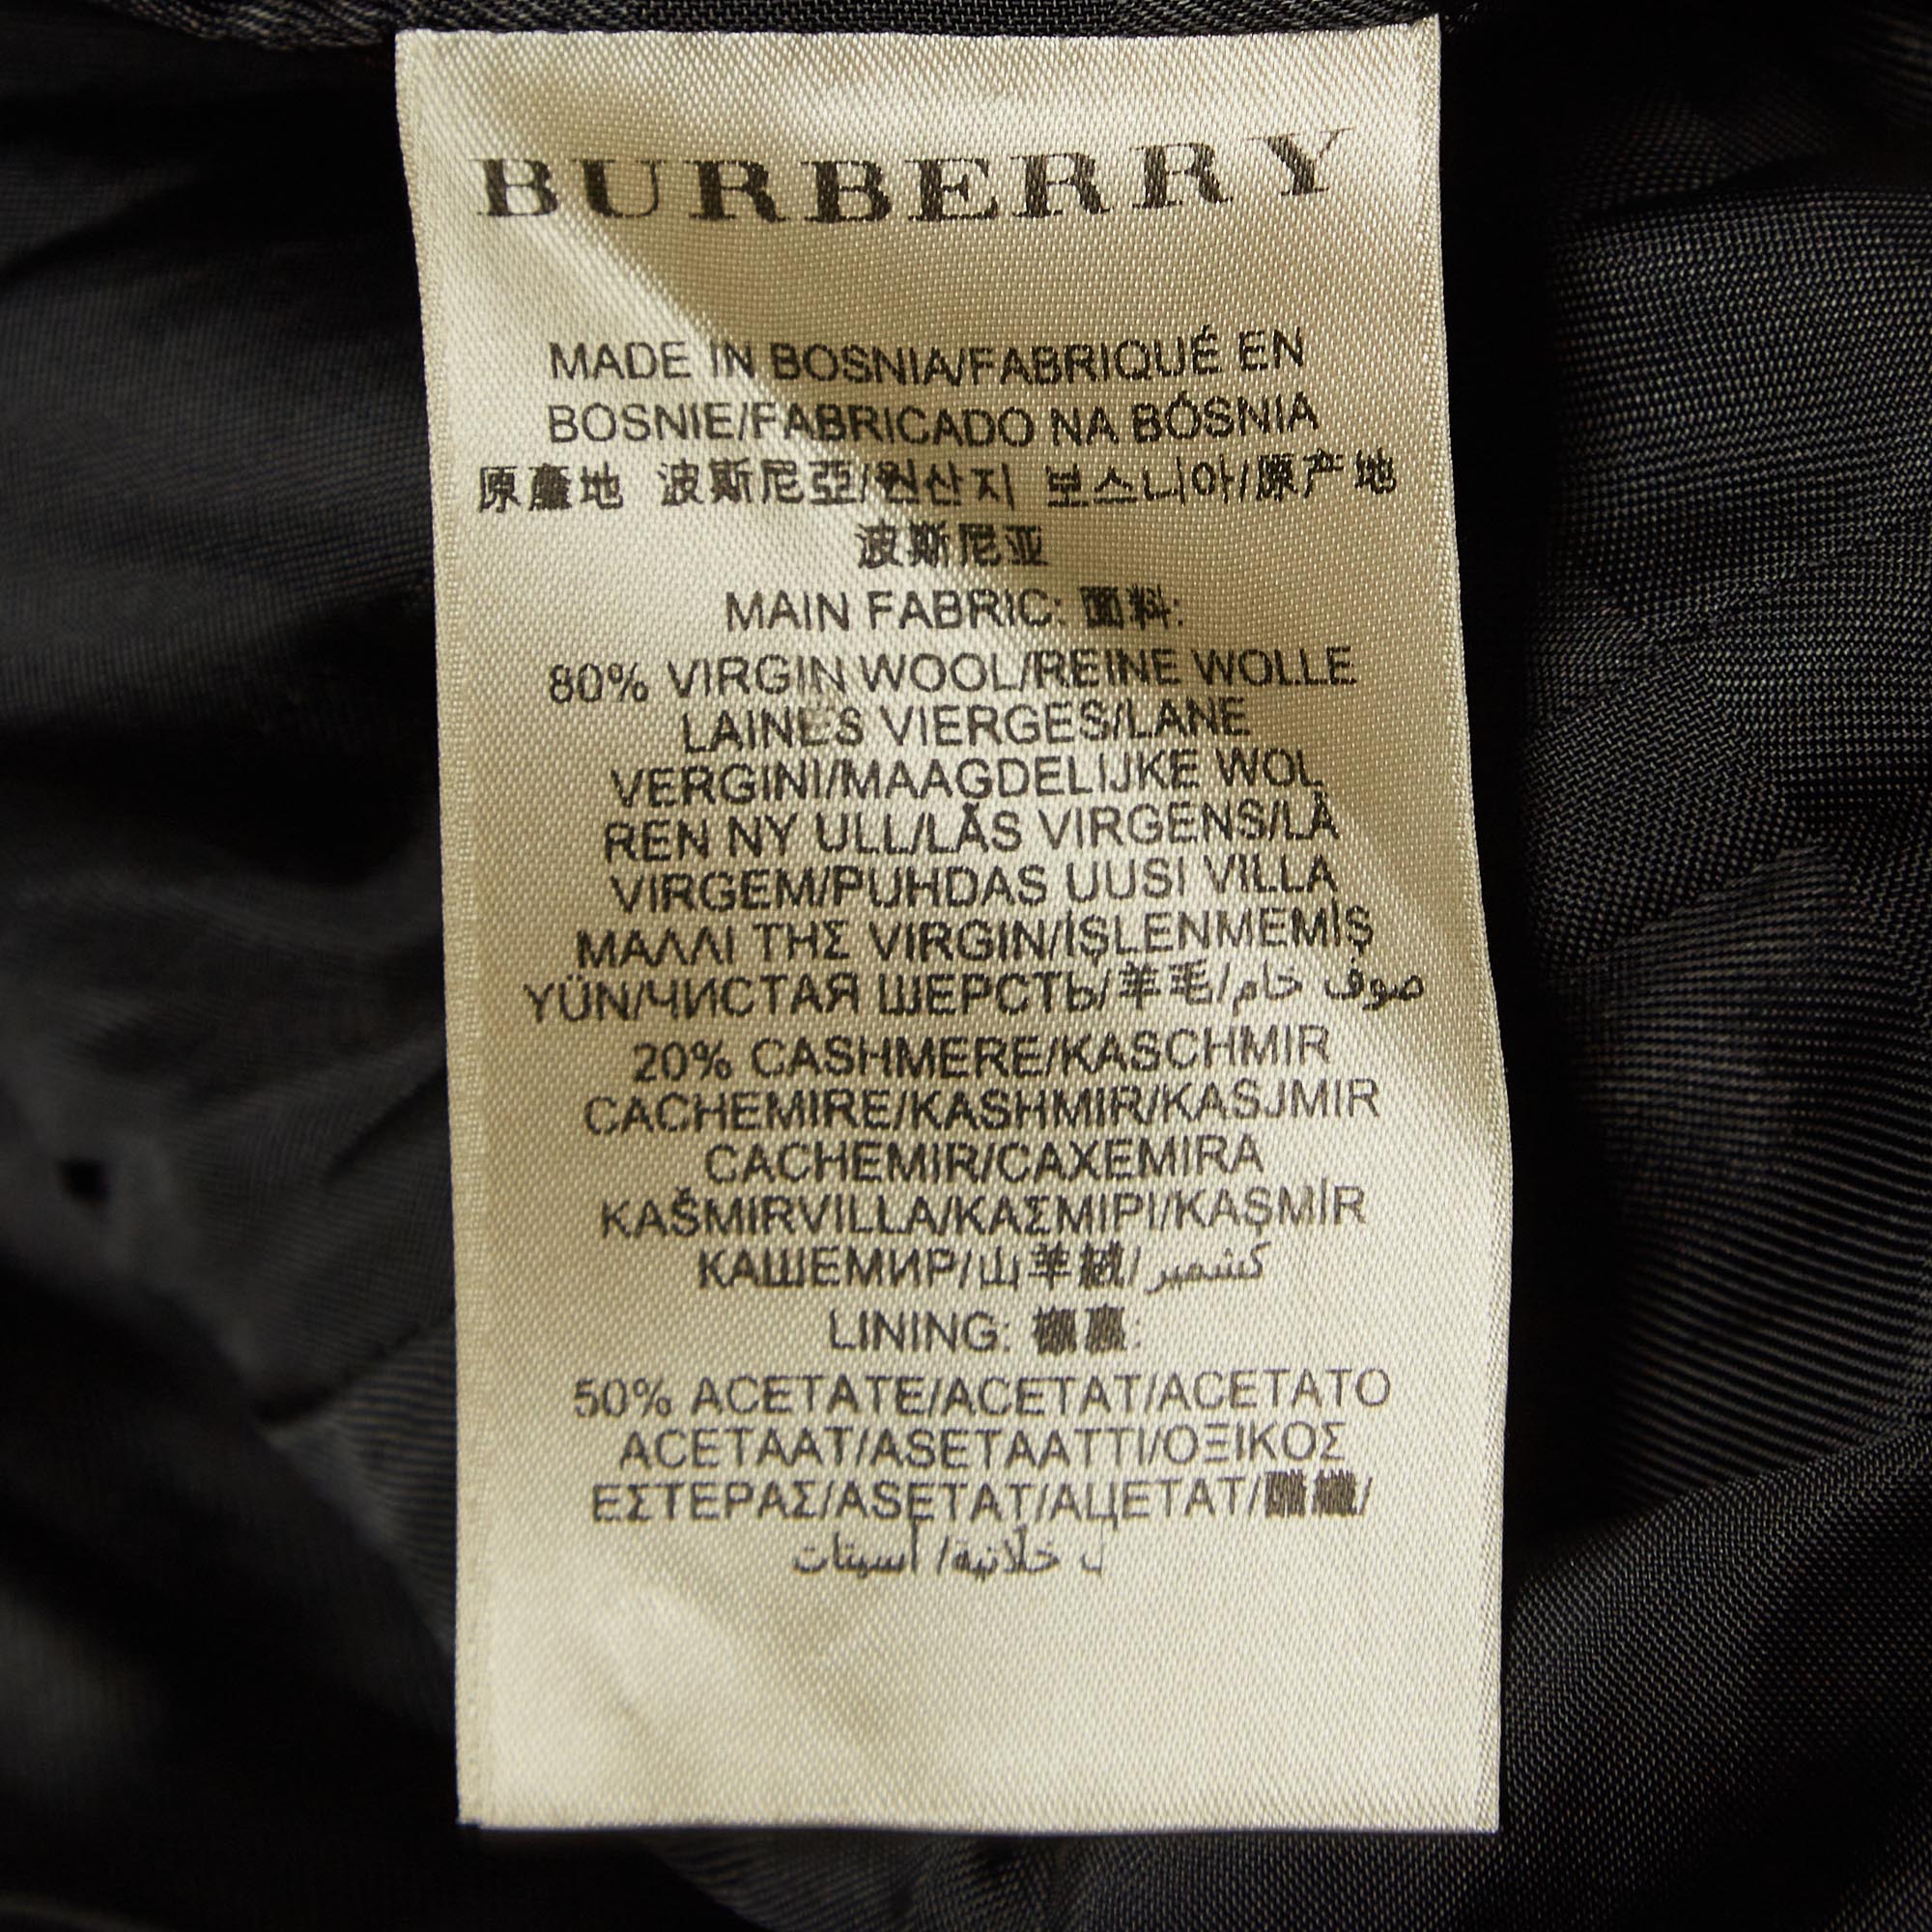 BURBERRY
MADE IN BOSNIA/FABRIQUÉ EN
BOSNIE/FABRICADO NA BÓSNIA
原產地 波斯尼亞/원산지 보스니아/原产地
波斯尼亚
MAIN FABRIC: 面料:
80% VIRGIN WOOL/REINE WOLLE
LAINES VIERGES/LANE
VERGINI/MAAGDELIJKE WOL
REN NY ULL/LÃS VIRGENS/LÃ
VIRGEM/PUHDAS UUSI VILLA
ΜΑΛΛΙ ΤΗΣ VIRGIN/İŞLENMEMİŞ
YÜN/ЧИСТАЯ ШЕРСТЬ/羊毛/صوف خام
20% CASHMERE/KASCHMIR
CACHEMIRE/KASHMIR/KASJMIR
CACHEMIR/CAXEMIRA
KAŠMIRVILLA/ΚΑΣΜΙΡΙ/KAŞMİR
КАШЕМИР/山羊絨/كشمير
LINING:
50% ACETATE/ACETAT/ACETATO
ACETAAT/ASETAATTI/ΟΞΙΚΟΣ
ΕΣΤΕΡΑΣ/ASETAT/АЦЕТАТ/
خلانية/ أسيتات